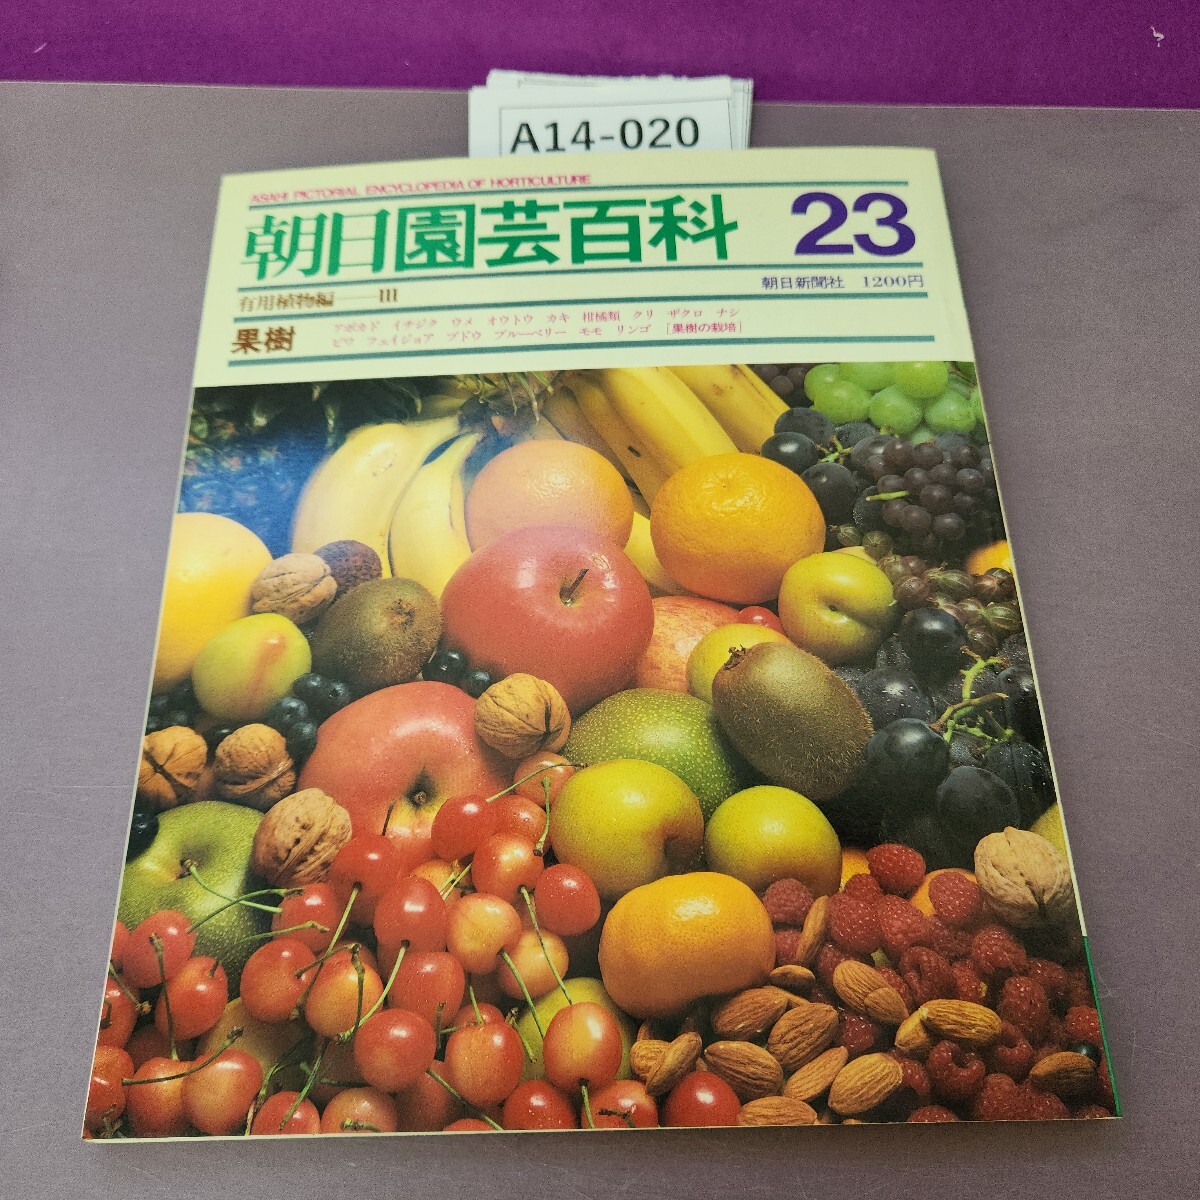 A14-020
ASAHI PICTORIAL ENCYCLOPEDIA OF HORTICULTURE
朝日園芸百科 23
朝日新聞社 1200円
有用植物編——III
果樹
アボカド イチジク ウメ オウトウ カキ 柑橘類 クリ ザクロ ナシ
ビワ フェイジョア ブドウ ブルーベリー モモ リンゴ [果樹の栽培]